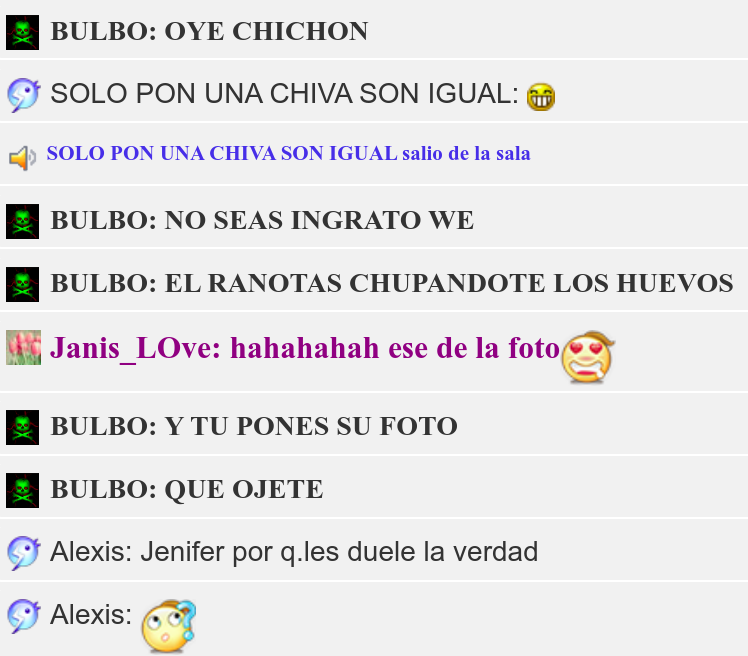 BULBO: OYE CHICHON
SOLO PON UNA CHIVA SON IGUAL:
SOLO PON UNA CHIVA SON IGUAL salio de la sala
BULBO: NO SEAS INGRATO WE
BULBO: EL RANOTAS CHUPANDOTE LOS HUEVOS
Janis_LOve: hahahahah ese de la foto
BULBO: Y TU PONES SU FOTO
BULBO: QUE OJETE
Alexis: Jenifer por q.les duele la verdad
Alexis: